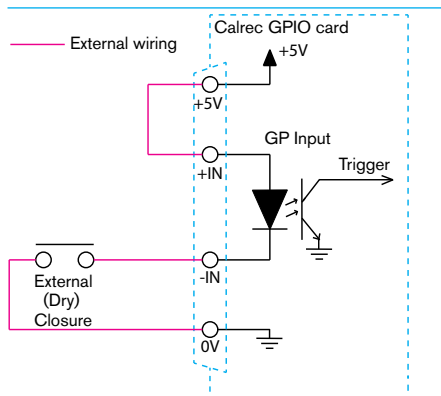 Calrec GPIO card
External wiring
+5V
+5V
GP Input
+IN
Trigger
-IN
External
(Dry)
Closure
0V